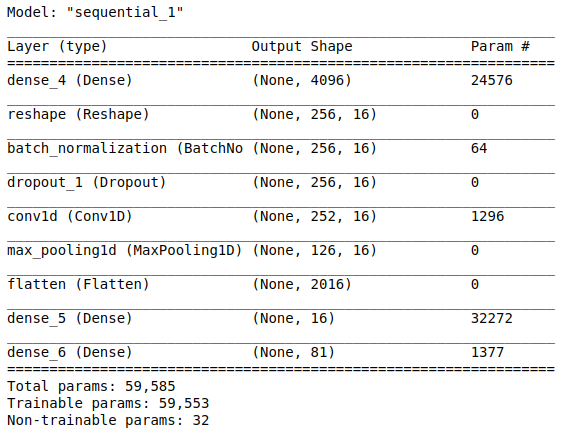 Model: "sequential_1"
_________________________________________________________________
Layer (type)                 Output Shape              Param #
=================================================================
dense_4 (Dense)              (None, 4096)              24576
_________________________________________________________________
reshape (Reshape)            (None, 256, 16)           0
_________________________________________________________________
batch_normalization (BatchNo (None, 256, 16)           64
_________________________________________________________________
dropout_1 (Dropout)          (None, 256, 16)           0
_________________________________________________________________
conv1d (Conv1D)              (None, 252, 16)           1296
_________________________________________________________________
max_pooling1d (MaxPooling1D) (None, 126, 16)           0
_________________________________________________________________
flatten (Flatten)            (None, 2016)              0
_________________________________________________________________
dense_5 (Dense)              (None, 16)                32272
_________________________________________________________________
dense_6 (Dense)              (None, 81)                1377
=================================================================
Total params: 59,585
Trainable params: 59,553
Non-trainable params: 32